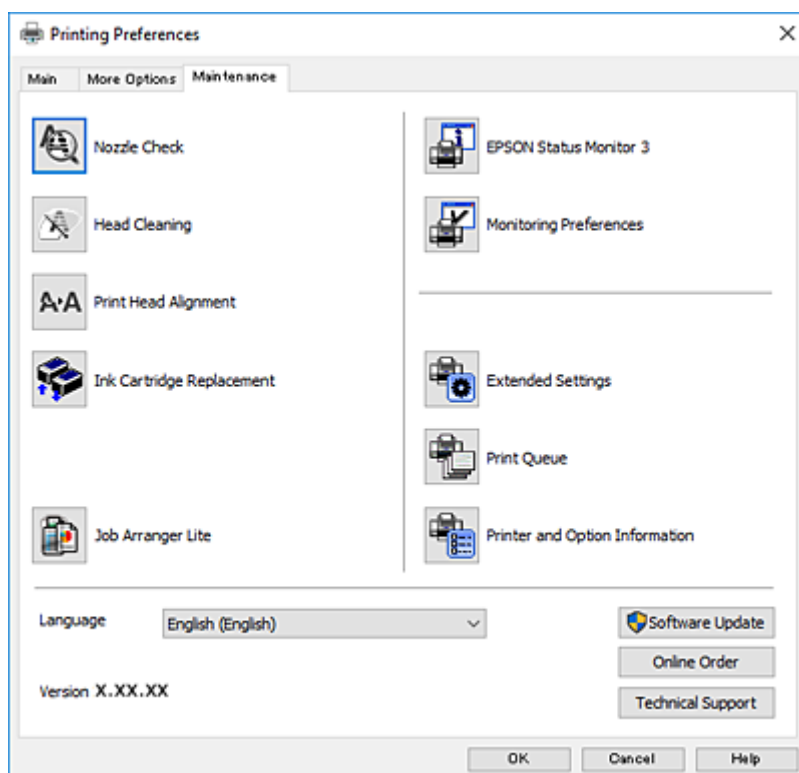 Printing Preferences
Main
More Options
Maintenance
Nozzle Check
Head Cleaning
A
A
Print Head Alignment
Ink Cartridge Replacement
Job Arranger Lite
EPSON Status Monitor 3
Monitoring Preferences
Extended Settings
Print Queue
Printer and Option Information
Language
English (English)
Software Update
Online Order
Version X.XX.XX
Technical Support
OK
Cancel
Help